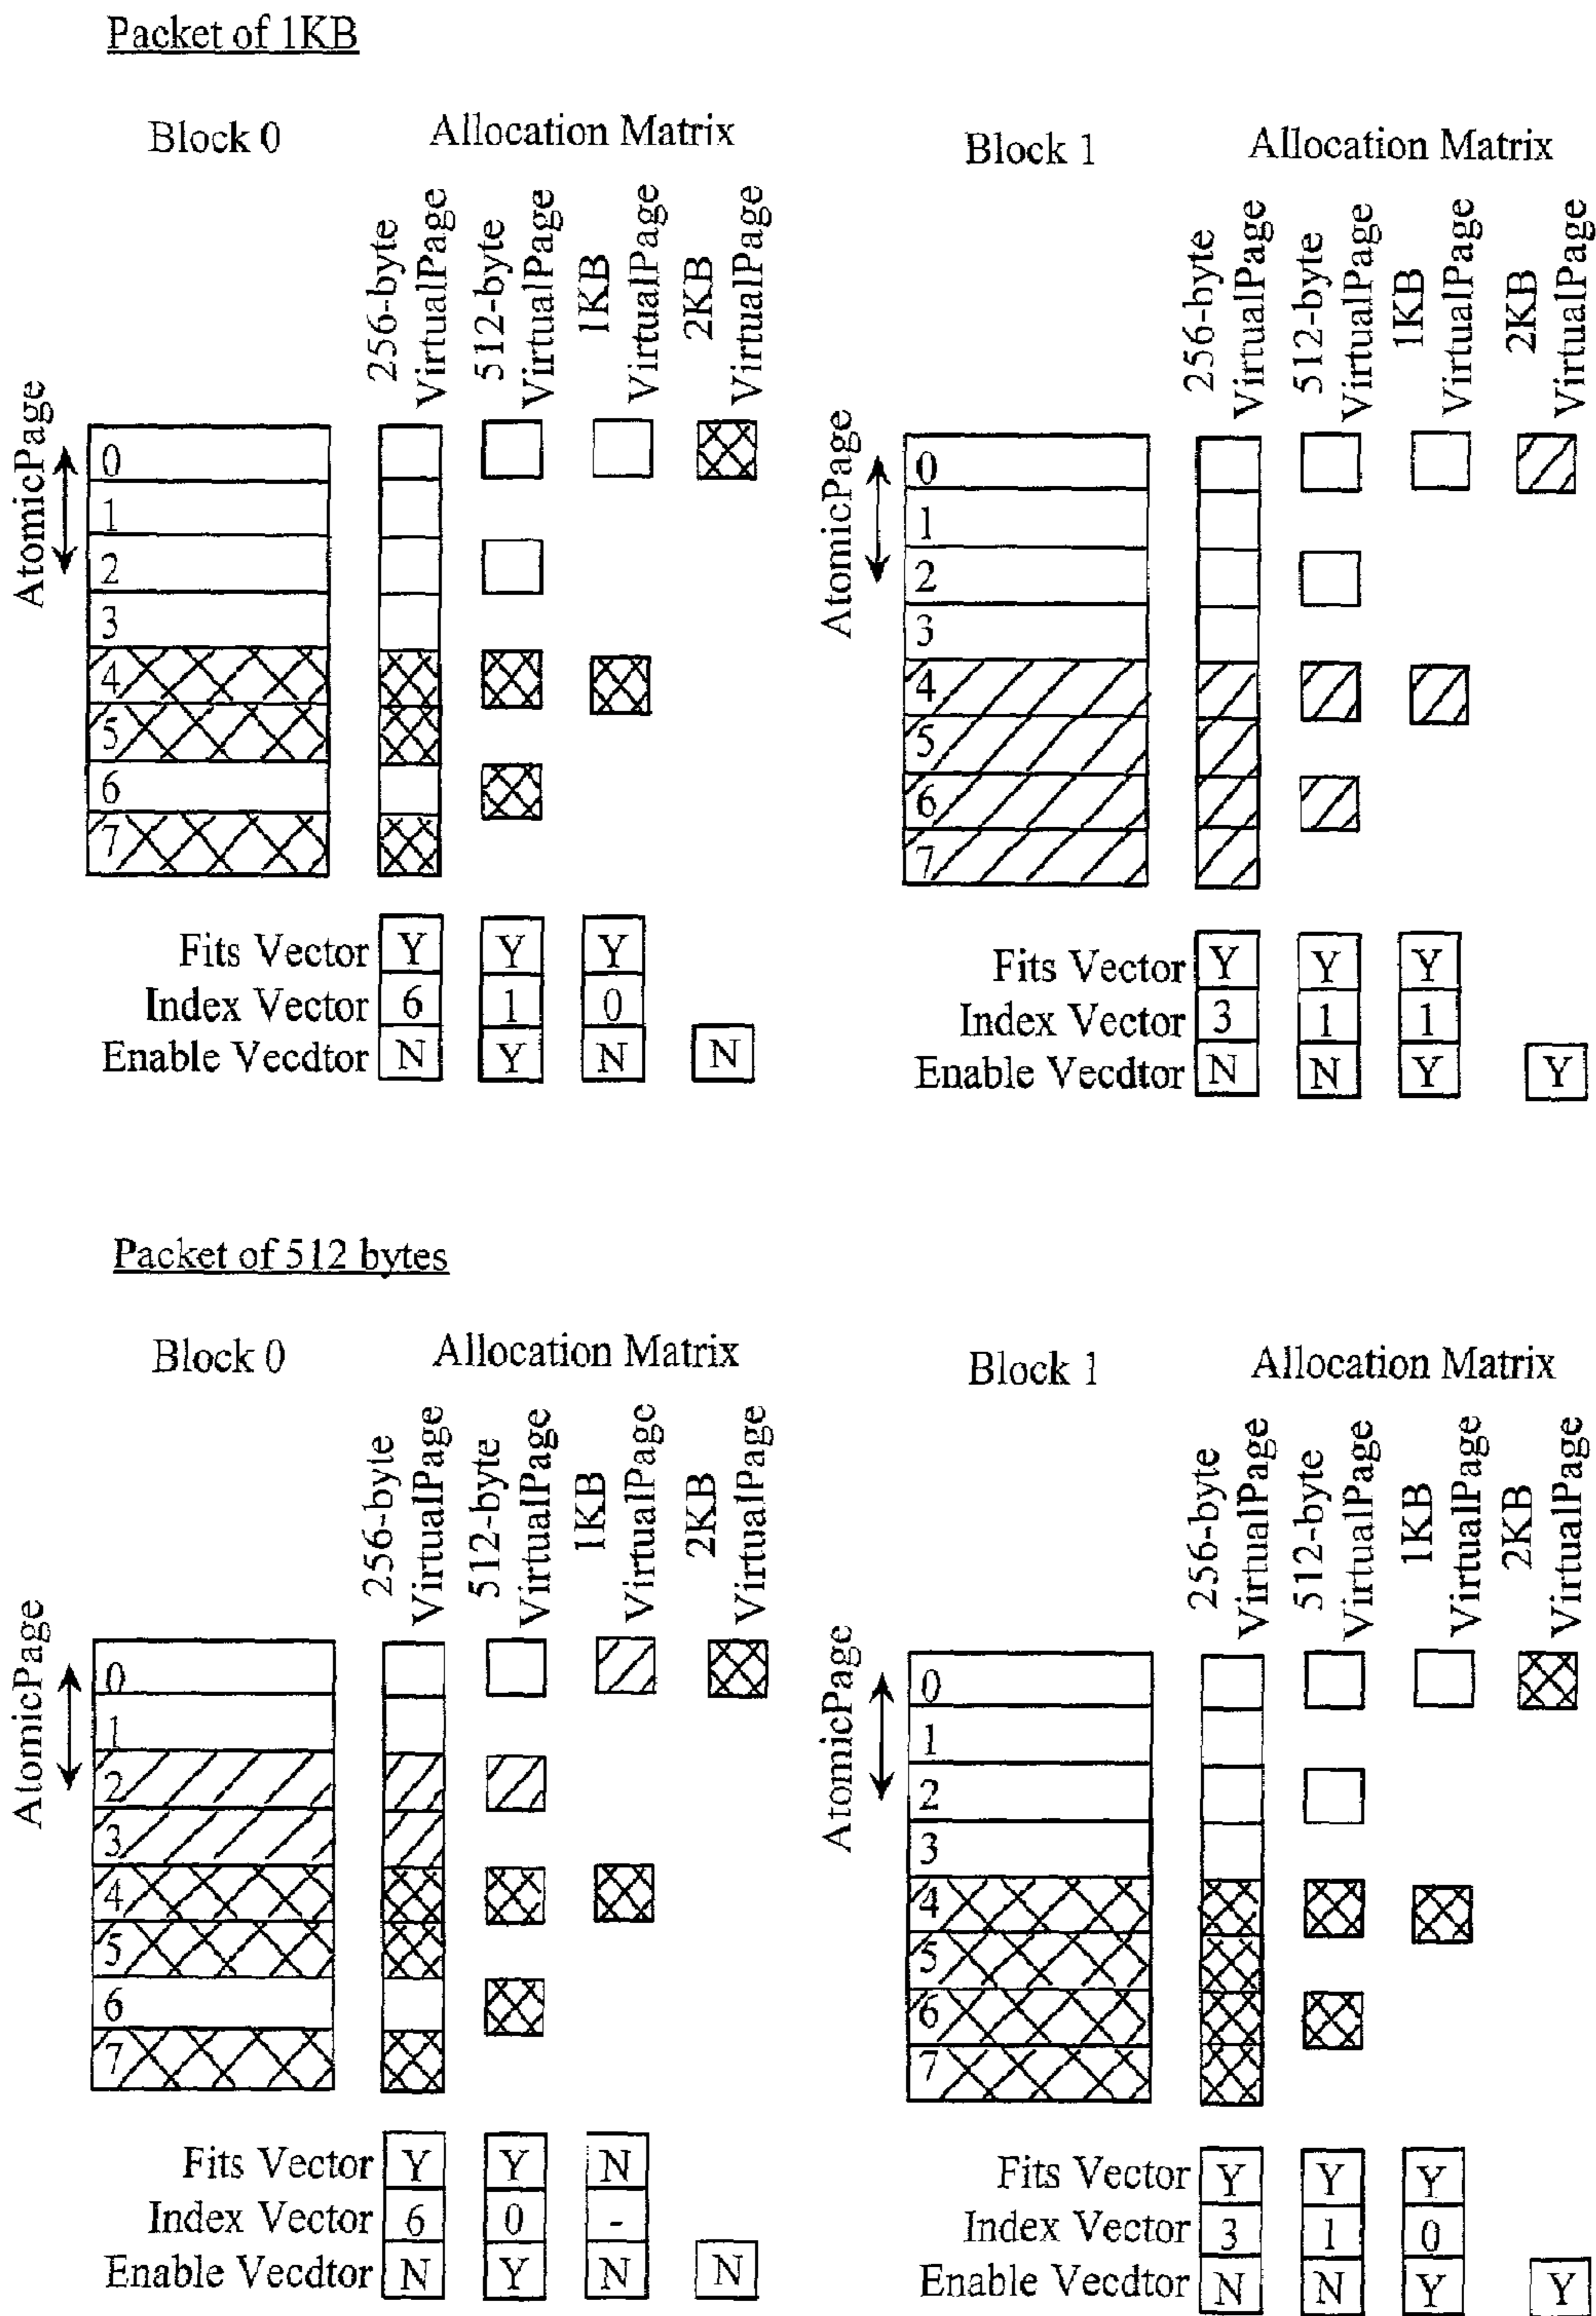 Packet of 1KB
Block 0
Allocation Matrix
256-byte
VirtualPage
512-byte
VirtualPage
1KB
VirtualPage
2KB
VirtualPage
AtomicPage
0
1
2
3
4
5
6
7
Fits Vector Y Y Y
Index Vector 6 1 0
Enable Vecdtor N Y N N
Block 1
Allocation Matrix
256-byte
VirtualPage
512-byte
VirtualPage
1KB
VirtualPage
2KB
VirtualPage
AtomicPage
0
1
2
3
4
5
6
7
Fits Vector Y Y Y
Index Vector 3 1 1
Enable Vecdtor N N Y Y
Packet of 512 bytes
Block 0
Allocation Matrix
256-byte
VirtualPage
512-byte
VirtualPage
1KB
VirtualPage
2KB
VirtualPage
AtomicPage
0
1
2
3
4
5
6
7
Fits Vector Y Y N
Index Vector 6 0 -
Enable Vecdtor N Y N N
Block 1
Allocation Matrix
256-byte
VirtualPage
512-byte
VirtualPage
1KB
VirtualPage
2KB
VirtualPage
AtomicPage
0
1
2
3
4
5
6
7
Fits Vector Y Y Y
Index Vector 3 1 0
Enable Vecdtor N N Y Y